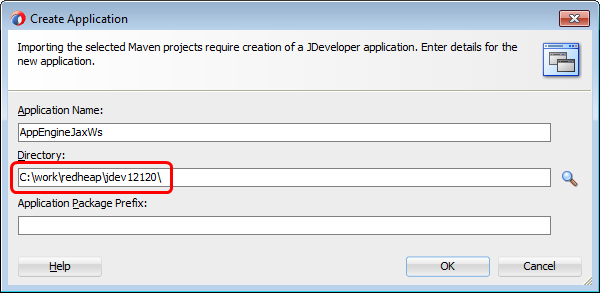 Create Application
Importing the selected Maven projects require creation of a JDeveloper application. Enter details for the
new application.
Application Name:
AppEngineJaxWs
Directory:
C:\work\redheap\jdev12120\
Application Package Prefix:
Help
OK
Cancel